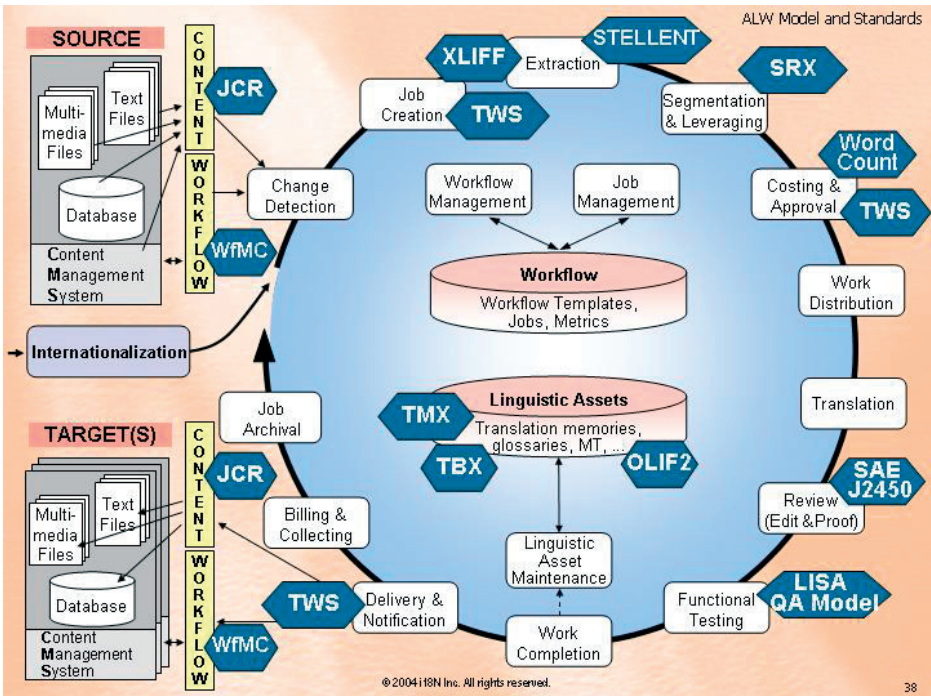 ALW Model and Standards
SOURCE
CONTENT
WORKFLOW
JCR
Text
Files
Multi-
media
Files
Database
Content
Management
System
WfMC
Internationalization
Change
Detection
Job
Creation
XLIFF
TWS
Extraction
STELLENT
SRX
Segmentation
& Leveraging
Word
Count
Costing &
Approval
TWS
Work
Distribution
Translation
SAE
J2450
Review
(Edit & Proof)
LISA
QA Model
Functional
Testing
Work
Completion
Linguistic
Asset
Maintenance
Delivery &
Notification
TWS
Billing &
Collecting
Job
Archival
Workflow
Management
Job
Management
Workflow
Workflow Templates,
Jobs, Metrics
Linguistic Assets
Translation memories,
glossaries, MT, ...
TMX
TBX
OLIF2
TARGET(S)
CONTENT
WORKFLOW
JCR
Text
Files
Multi-
media
Files
Database
Content
Management
System
WfMC
© 2004 i18N Inc. All rights reserved.
38